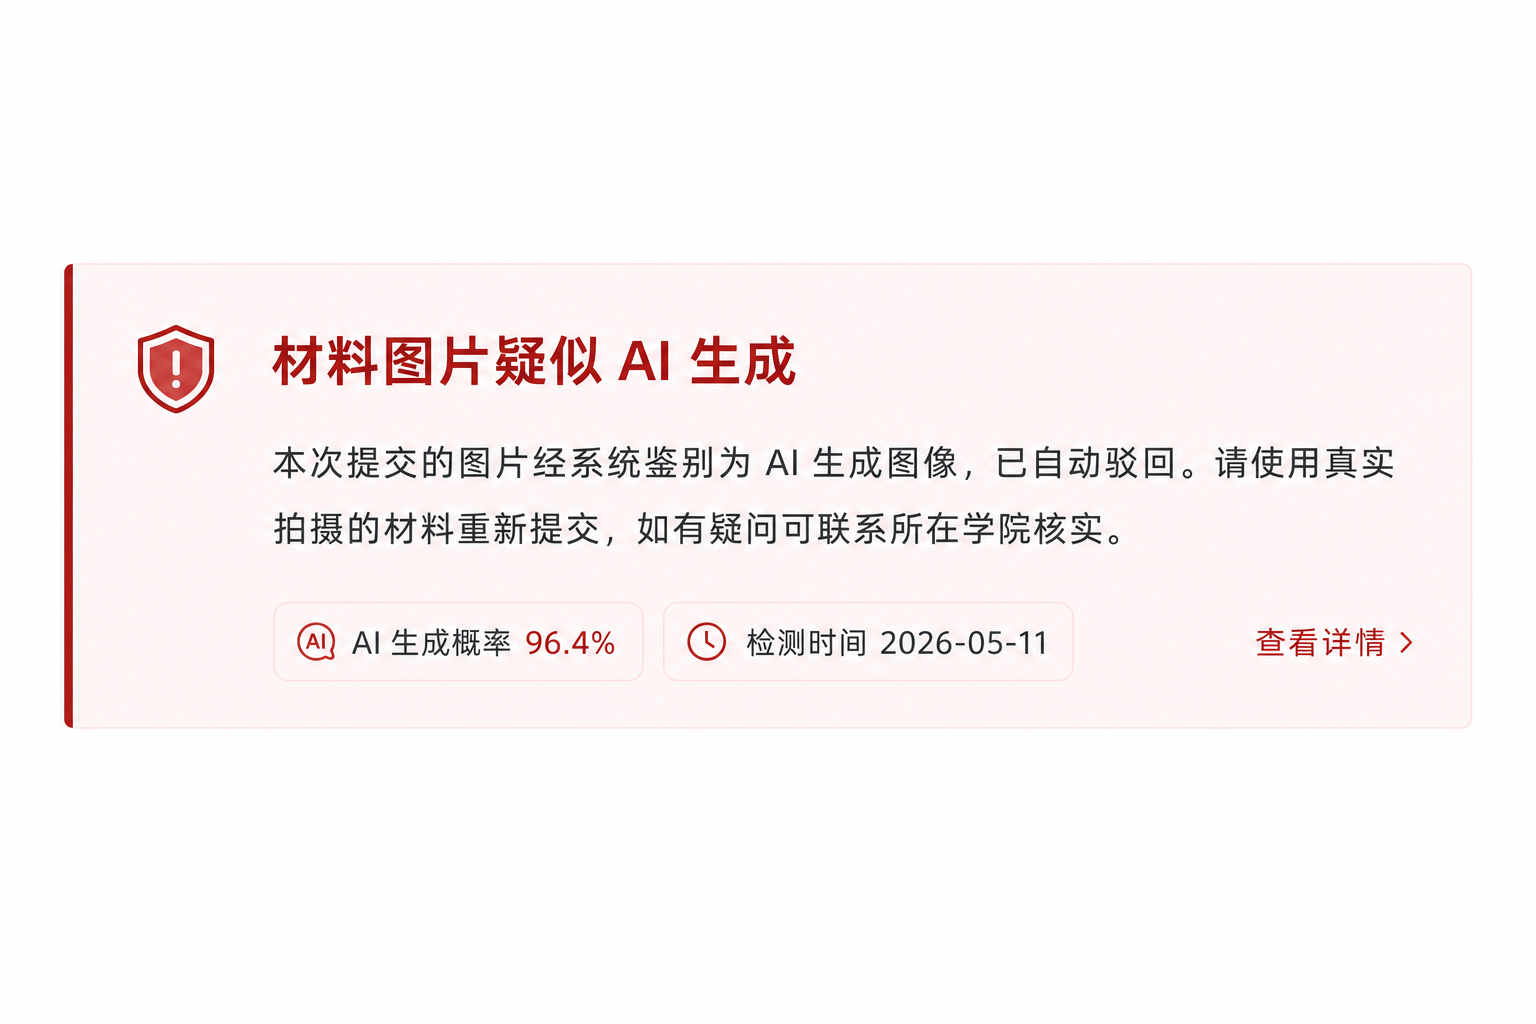 材料图片疑似 AI 生成
本次提交的图片经系统鉴别为 AI 生成图像，已自动驳回。请使用真实
拍摄的材料重新提交，如有疑问可联系所在学院核实。
AI AI 生成概率 96.4% 检测时间 2026-05-11 查看详情